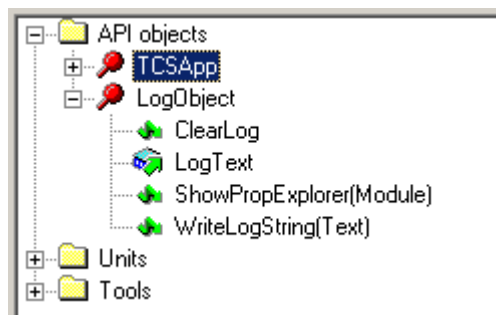 API objects
TCSApp
LogObject
ClearLog
LogText
ShowPropExplorer(Module)
WriteLogString(Text)
Units
Tools